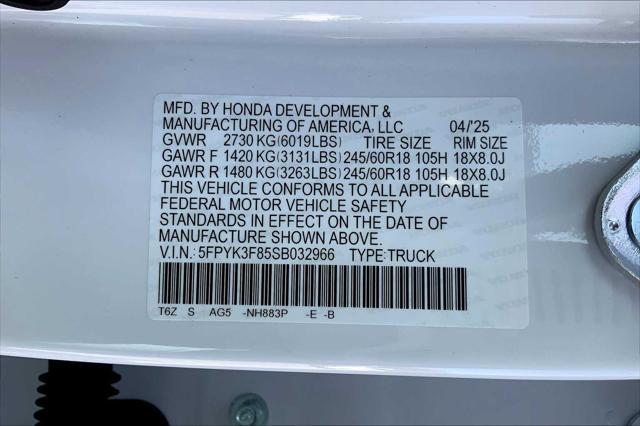 MFD. BY HONDA DEVELOPMENT &
MANUFACTURING OF AMERICA, LLC 04/'25
GVWR 2730 KG(6019LBS) TIRE SIZE RIM SIZE
GAWR F 1420 KG(3131LBS) 245/60R18 105H 18X8.0J
GAWR R 1480 KG(3263LBS) 245/60R18 105H 18X8.0J
THIS VEHICLE CONFORMS TO ALL APPLICABLE
FEDERAL MOTOR VEHICLE SAFETY
STANDARDS IN EFFECT ON THE DATE OF
MANUFACTURE SHOWN ABOVE.
V.I.N.: 5FPYK3F85SB032966 TYPE:TRUCK
T6Z S AG5 -NH883P -E -B